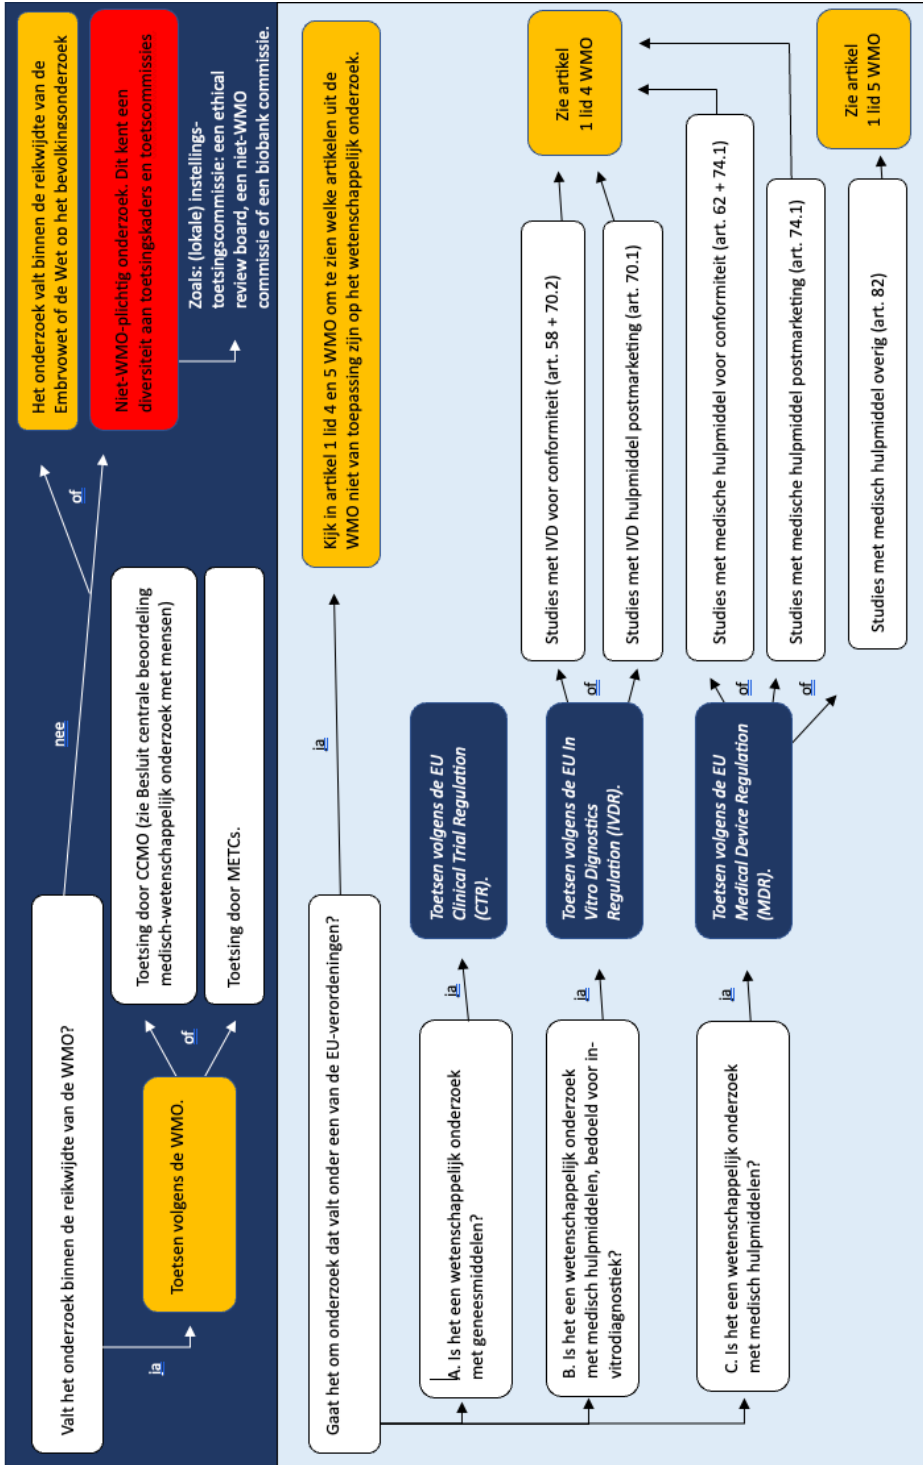 Valt het onderzoek binnen de reikwijdte van de WMO?
nee
of
Het onderzoek valt binnen de reikwijdte van de
Embrvowet of de Wet op het bevolkingsonderzoek
Niet-WMO-plichtig onderzoek. Dit kent een
diversiteit aan toetsingskaders en toetscommissies
Zoals: (lokale) instellings-
toetsingscommissie: een ethical
review board, een niet-WMO
commissie of een biobank commissie.
ja
Toetsen volgens de WMO.
of
Toetsing door CCMO (zie Besluit centrale beoordeling
medisch-wetenschappelijk onderzoek met mensen)
Toetsing door METCs.
Gaat het om onderzoek dat valt onder een van de EU-verordeningen?
ja
Kijk in artikel 1 lid 4 en 5 WMO om te zien welke artikelen uit de
WMO niet van toepassing zijn op het wetenschappelijk onderzoek.
A. Is het een wetenschappelijk onderzoek
met geneesmiddelen?
ja
Toetsen volgens de EU
Clinical Trial Regulation
(CTR).
B. Is het een wetenschappelijk onderzoek
met medisch hulpmiddelen, bedoeld voor in-
vitrodiagnostiek?
ja
Toetsen volgens de EU In
Vitro Dignostics
Regulation (IVDR).
of
Studies met IVD voor conformiteit (art. 58 + 70.2)
Studies met IVD hulpmiddel postmarketing (art. 70.1)
Zie artikel
1 lid 4 WMO
C. Is het een wetenschappelijk onderzoek
met medisch hulpmiddelen?
ja
Toetsen volgens de EU
Medical Device Regulation
(MDR).
of
of
Studies met medische hulpmiddel voor conformiteit (art. 62 + 74.1)
Studies met medische hulpmiddel postmarketing (art. 74.1)
Studies met medisch hulpmiddel overig (art. 82)
Zie artikel
1 lid 5 WMO